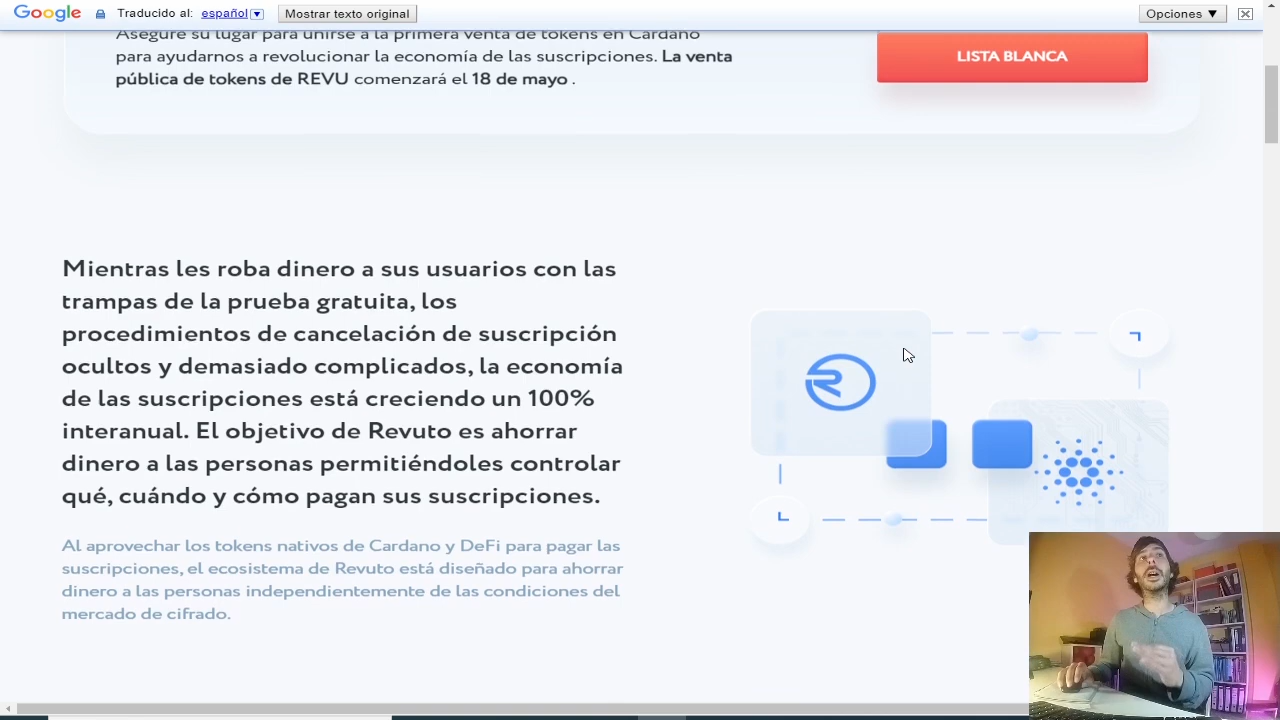 Google Traducido al: español Mostrar texto original Opciones ▼
Asegure su lugar para unirse a la primera venta de tokens en Cardano
para ayudarnos a revolucionar la economía de las suscripciones. La venta
pública de tokens de REVU comenzará el 18 de mayo .
LISTA BLANCA
Mientras les roba dinero a sus usuarios con las
trampas de la prueba gratuita, los
procedimientos de cancelación de suscripción
ocultos y demasiado complicados, la economía
de las suscripciones está creciendo un 100%
interanual. El objetivo de Revuto es ahorrar
dinero a las personas permitiéndoles controlar
qué, cuándo y cómo pagan sus suscripciones.
Al aprovechar los tokens nativos de Cardano y DeFi para pagar las
suscripciones, el ecosistema de Revuto está diseñado para ahorrar
dinero a las personas independientemente de las condiciones del
mercado de cifrado.